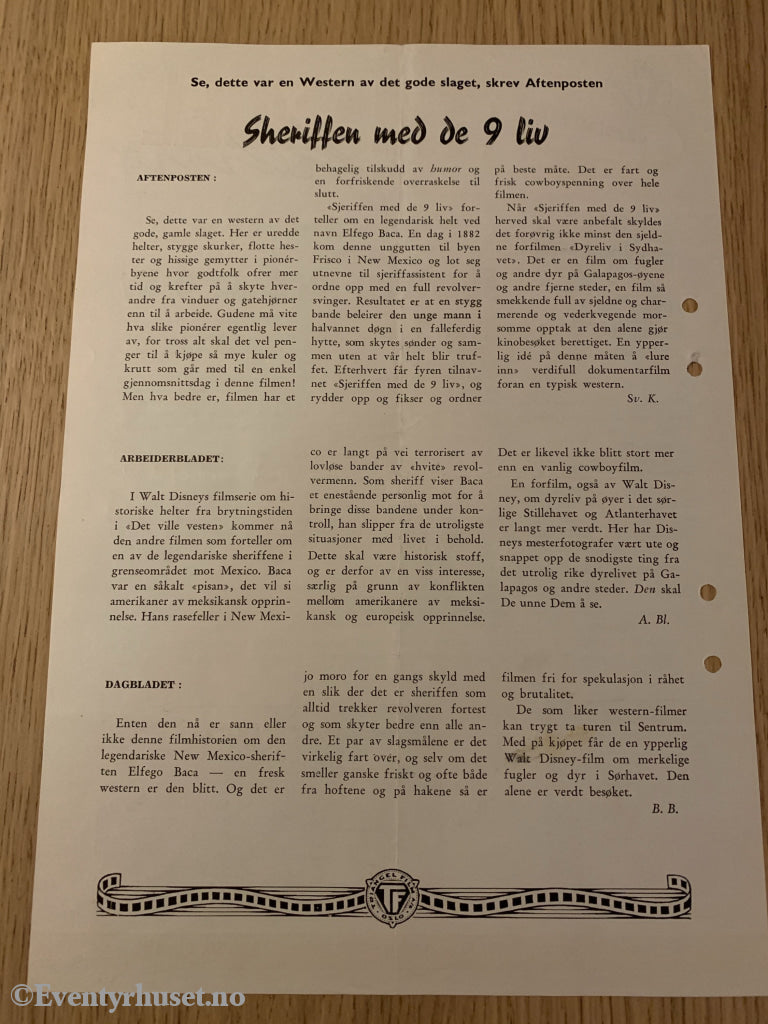 Se, dette var en Western av det gode slaget, skrev Aftenposten
Sheriffen med de 9 liv
AFTENPOSTEN :
Se, dette var en western av det
gode, gamle slaget. Her er uredde
helter, stygge skurker, flotte hes-
ter og hissige gemytter i pionér-
byene hvor godtfolk ofrer mer
tid og krefter på å skyte hver-
andre fra vinduer og gatehjørner
enn til å arbeide. Gudene må vite
hva slike pionérer egentlig lever
av, for tross alt skal det vel pen-
ger til å kjøpe så mye kuler og
krutt som går med til en enkel
gjennomsnittsdag i denne filmen!
Men hva bedre er, filmen har et
behagelig tilskudd av humor og
en forfriskende overraskelse til
slutt.
«Sjeriffen med de 9 liv» for-
teller om en legendarisk helt ved
navn Elfego Baca. En dag i 1882
kom denne unggutten til byen
Frisco i New Mexico og lot seg
utnevne til sjeriffassistent for å
ordne opp med en full revolver-
svinger. Resultatet er at en stygg
bande beleirer den unge mann i
halvannet døgn i en falleferdig
hytte, som skytes sønder og sam-
men uten at vår helt blir truf-
fet. Efterhvert får fyren tilnav-
net «Sjeriffen med de 9 liv», og
rydder opp og fikser og ordner
på beste måte. Det er fart og
frisk cowboyspenning over hele
filmen.
Når «Sjeriffen med de 9 liv»
herved skal være anbefalt skyldes
det forøvrig ikke minst den sjeld-
ne forfilmen «Dyreliv i Sydha-
vet». Det er en film om fugler
og andre dyr på Galapagos-øyene
og andre fjerne steder, en film så
smekkende full av sjeldne og char-
merende og vederkvegende mor-
somme opptak at den alene gjør
kinobesøket berettiget. En ypper-
lig idé på denne måten å «lure
inn» verdifull dokumentarfilm
foran en typisk western.
Sv. K.
ARBEIDERBLADET:
I Walt Disneys filmserie om hi-
storiske helter fra brytningstiden
i «Det ville vesten» kommer nå
den andre filmen som forteller om
en av de legendariske sheriffene i
grenseområdet mot Mexico. Baca
var en såkalt «pisan», det vil si
amerikaner av meksikansk opprin-
nelse. Hans rasefeller i New Mexi-
co er langt på vei terrorisert av
lovløse bander av «hvite» revol-
vermenn. Som sheriff viser Baca
et enestående personlig mot for å
bringe disse bandene under kon-
troll, han slipper fra de utroligste
situasjoner med livet i behold.
Dette skal være historisk stoff,
og er derfor av en viss interesse,
særlig på grunn av konflikten
mellom amerikanere av meksi-
kansk og europeisk opprinnelse.
Det er likevel ikke blitt stort mer
enn en vanlig cowboyfilm.
En forfilm, også av Walt Dis-
ney, om dyreliv på øyer i det sør-
lige Stillehavet og Atlanterhavet
er langt mer verdt. Her har Dis-
neys mesterfotografer vært ute og
snappet opp de snodigste ting fra
det utrolig rike dyrelivet på Ga-
lapagos og andre steder. Den skal
De unne Dem å se.
A. Bl.
DAGBLADET :
Enten den nå er sann eller
ikke denne filmhistorien om den
legendariske New Mexico-sherif-
ften Elfego Baca — en fresk
western er den blitt. Og det er
jo moro for en gangs skyld med
en slik der det er sheriffen som
alltid trekker revolveren fortest
og som skyter bedre enn alle an-
dre. Et par av slagsmålene er det
virkelig fart over, og selv om det
smeller ganske friskt og ofte både
fra hoftene og på hakene så er
filmen fri for spekulasjon i råhet
og brutalitet.
De som liker western-filmer
kan trygt ta turen til Sentrum.
Med på kjøpet får de en ypperlig
Walt Disney-film om merkelige
fugler og dyr i Sørhavet. Den
alene er verdt besøket.
B. B.
TRIANGEL FILM A/S
TF
OSLO
©Eventyrhuset.no